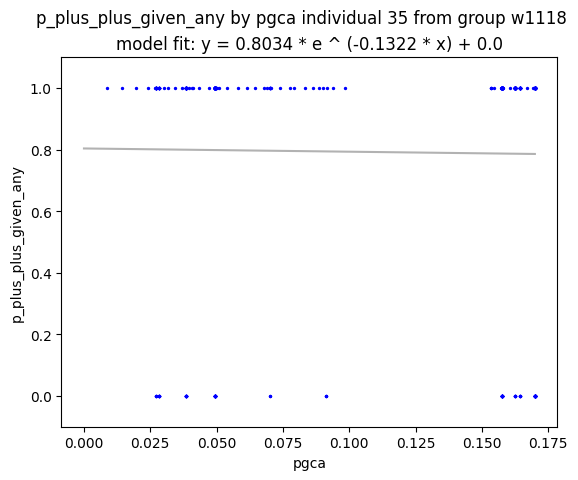 p_plus_plus_given_any by pgca individual 35 from group w1118
model fit: y = 0.8034 * e ^ (-0.1322 * x) + 0.0
1.0
0.8
0.6
0.4
0.2
0.0
p_plus_plus_given_any
0.000 0.025 0.050 0.075 0.100 0.125 0.150 0.175
pgca